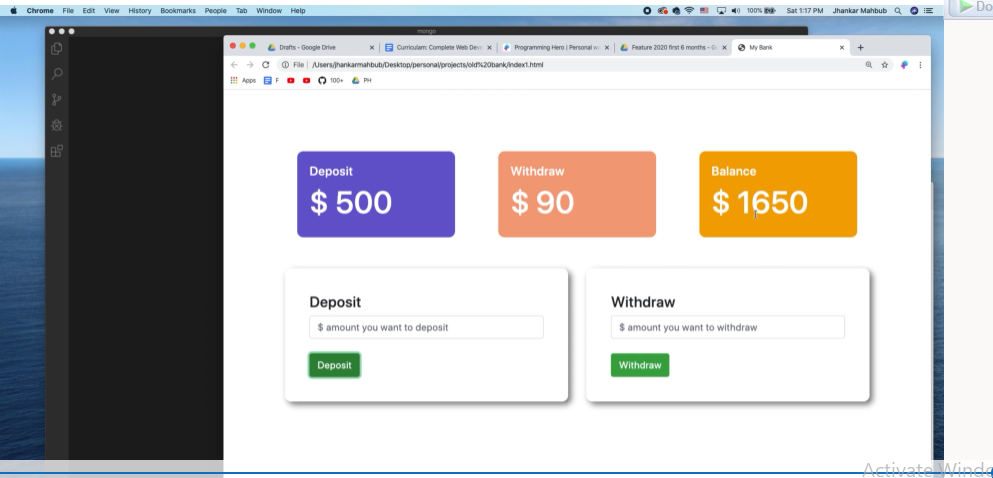 Chrome File Edit View History Bookmarks People Tab Window Help 100% Sat 1:17 PM Jhankar Mahbub
Do
mongo
Drafts - Google Drive Curriculam: Complete Web Deve Programming Hero | Personal w Feature 2020 first 6 months - G My Bank
File /Users/jhankarmahbub/Desktop/personal/projects/old%20bank/index1.html
Apps F 100+ PH
Deposit Withdraw Balance
$ 500 $ 90 $ 1650
Deposit Withdraw
$ amount you want to deposit $ amount you want to withdraw
Deposit Withdraw
Activate Windo